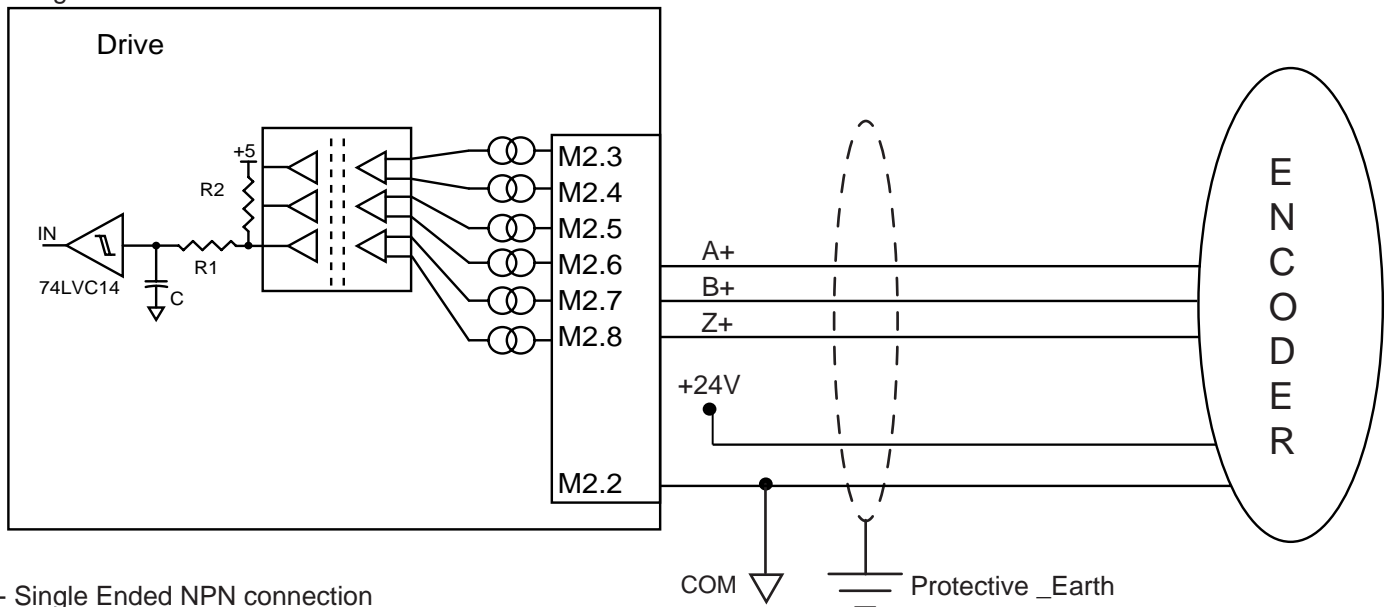 Drive
+5
R2
IN
R1
74LVC14
C
M2.3
M2.4
M2.5
M2.6
M2.7
M2.8
M2.2
A+
B+
Z+
+24V
COM
Protective _Earth
ENCODER
- Single Ended NPN connection